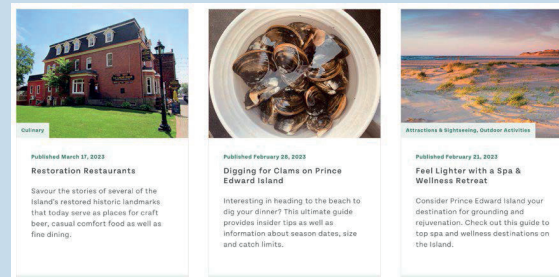 Culinary
Published March 17, 2023
Restoration Restaurants
Savour the stories of several of the
Island's restored historic landmarks
that today serve as places for craft
beer, casual comfort food as well as
fine dining.
Published February 28, 2023
Digging for Clams on Prince
Edward Island
Interesting in heading to the beach to
dig your dinner? This ultimate guide
provides insider tips as well as
information about season dates, size
and catch limits.
Attractions & Sightseeing, Outdoor Activities
Published February 21, 2023
Feel Lighter with a Spa &
Wellness Retreat
Consider Prince Edward Island your
destination for grounding and
rejuvenation. Check out this guide to
top spa and wellness destinations on
the Island.